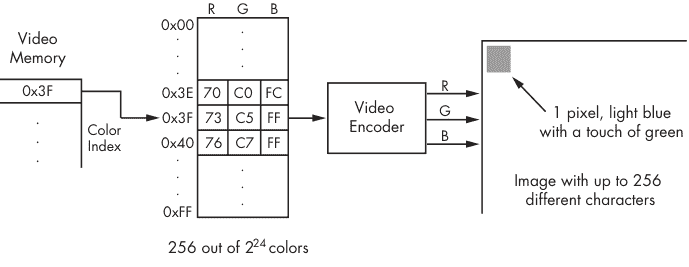 R G B
0x00
Video
Memory
0x3F
Color
Index
0x3E 70 C0 FC
0x3F 73 C5 FF
0x40 76 C7 FF
0xFF
256 out of 2²⁴ colors
Video
Encoder
R
G
B
1 pixel, light blue
with a touch of green
Image with up to 256
different characters